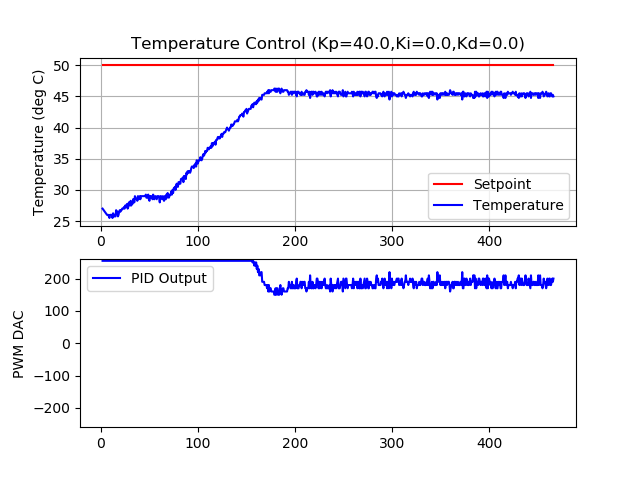 Temperature Control (Kp=40.0,Ki=0.0,Kd=0.0)
50
45
40
35
30
25
Temperature (deg C)
Setpoint
Temperature
0 100 200 300 400
200
100
0
−100
−200
PWM DAC
PID Output
0 100 200 300 400